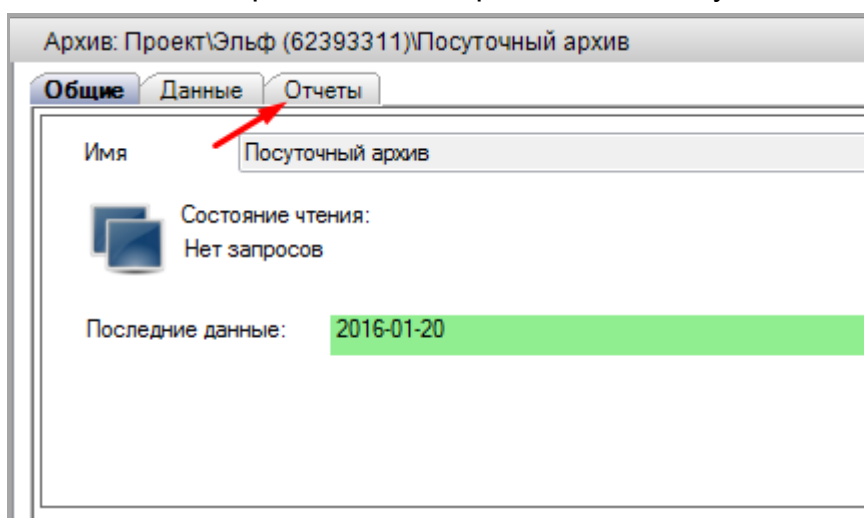 Архив: Проект\Эльф (62393311)\Посуточный архив
Общие Данные Отчеты
Имя Посуточный архив
Состояние чтения:
Нет запросов
Последние данные: 2016-01-20